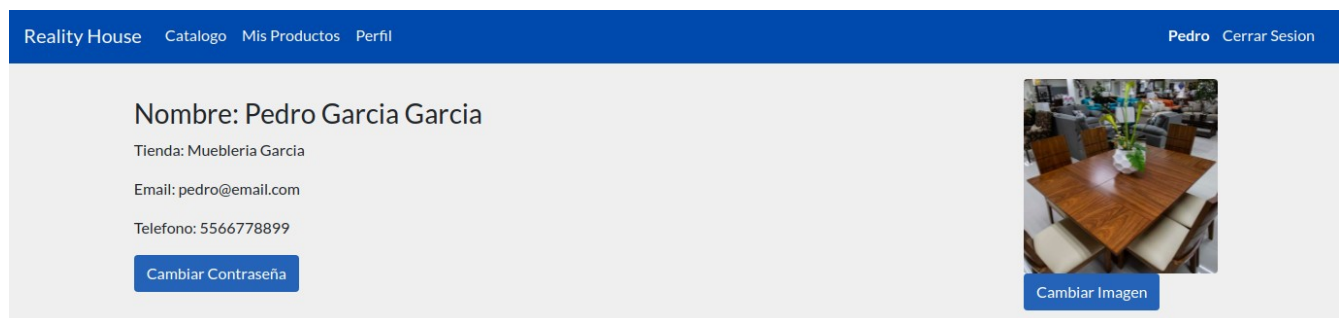 Reality House Catalogo Mis Productos Perfil Pedro Cerrar Sesion
Nombre: Pedro Garcia Garcia
Tienda: Muebleria Garcia
Email: pedro@email.com
Telefono: 5566778899
Cambiar Contraseña
Cambiar Imagen